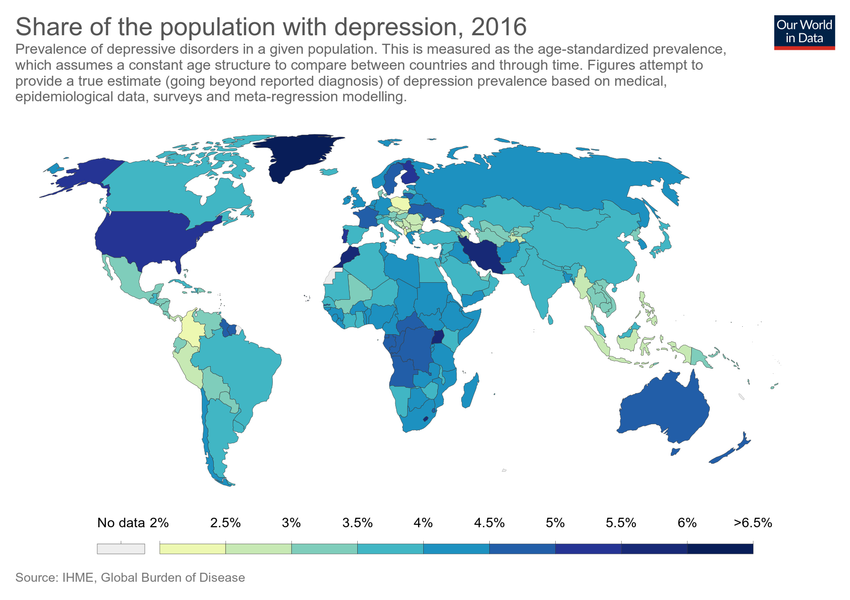 Share of the population with depression, 2016
Our World
in Data
Prevalence of depressive disorders in a given population. This is measured as the age-standardized prevalence,
which assumes a constant age structure to compare between countries and through time. Figures attempt to
provide a true estimate (going beyond reported diagnosis) of depression prevalence based on medical,
epidemiological data, surveys and meta-regression modelling.
No data 2% 2.5% 3% 3.5% 4% 4.5% 5% 5.5% 6% >6.5%
Source: IHME, Global Burden of Disease